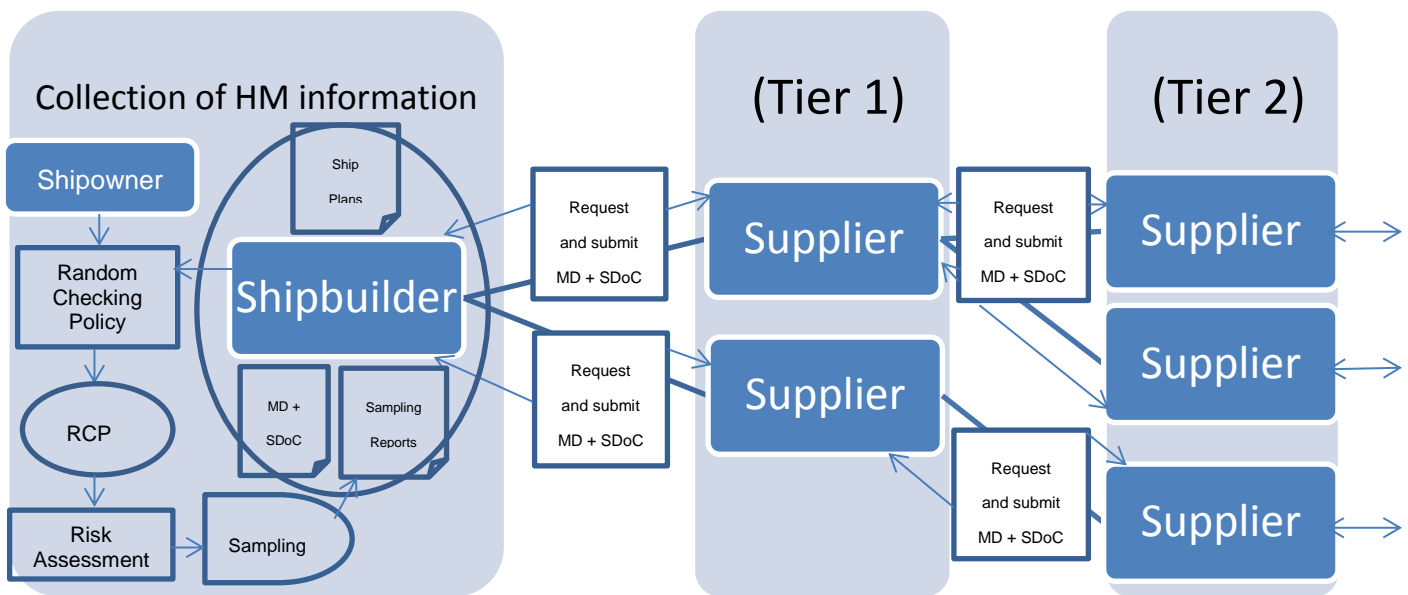 Collection of HM information
Shipowner
Random
Checking
Policy
RCP
Risk
Assessment
Sampling
Ship
Plans
Shipbuilder
MD +
SDoC
Sampling
Reports
Request
and submit
MD + SDoC
Request
and submit
MD + SDoC
(Tier 1)
Supplier
Supplier
Request
and submit
MD + SDoC
Request
and submit
MD + SDoC
(Tier 2)
Supplier
Supplier
Supplier